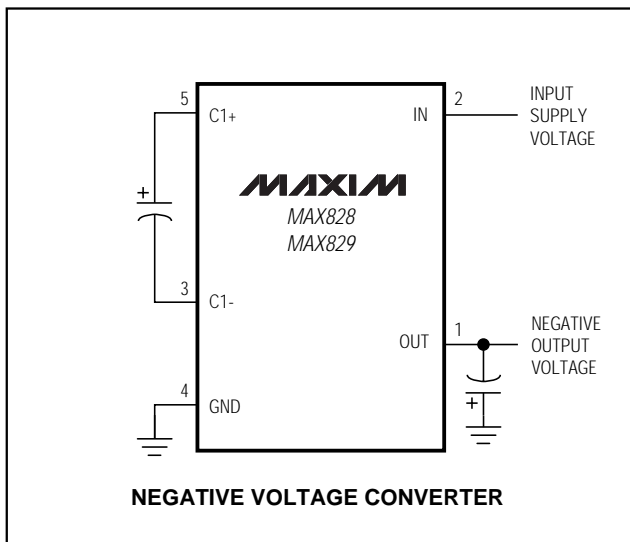 5
C1+
IN
2
INPUT
SUPPLY
VOLTAGE
MAXIM
MAX828
MAX829
+
3
C1-
OUT
1
NEGATIVE
OUTPUT
VOLTAGE
4
GND
+
NEGATIVE VOLTAGE CONVERTER